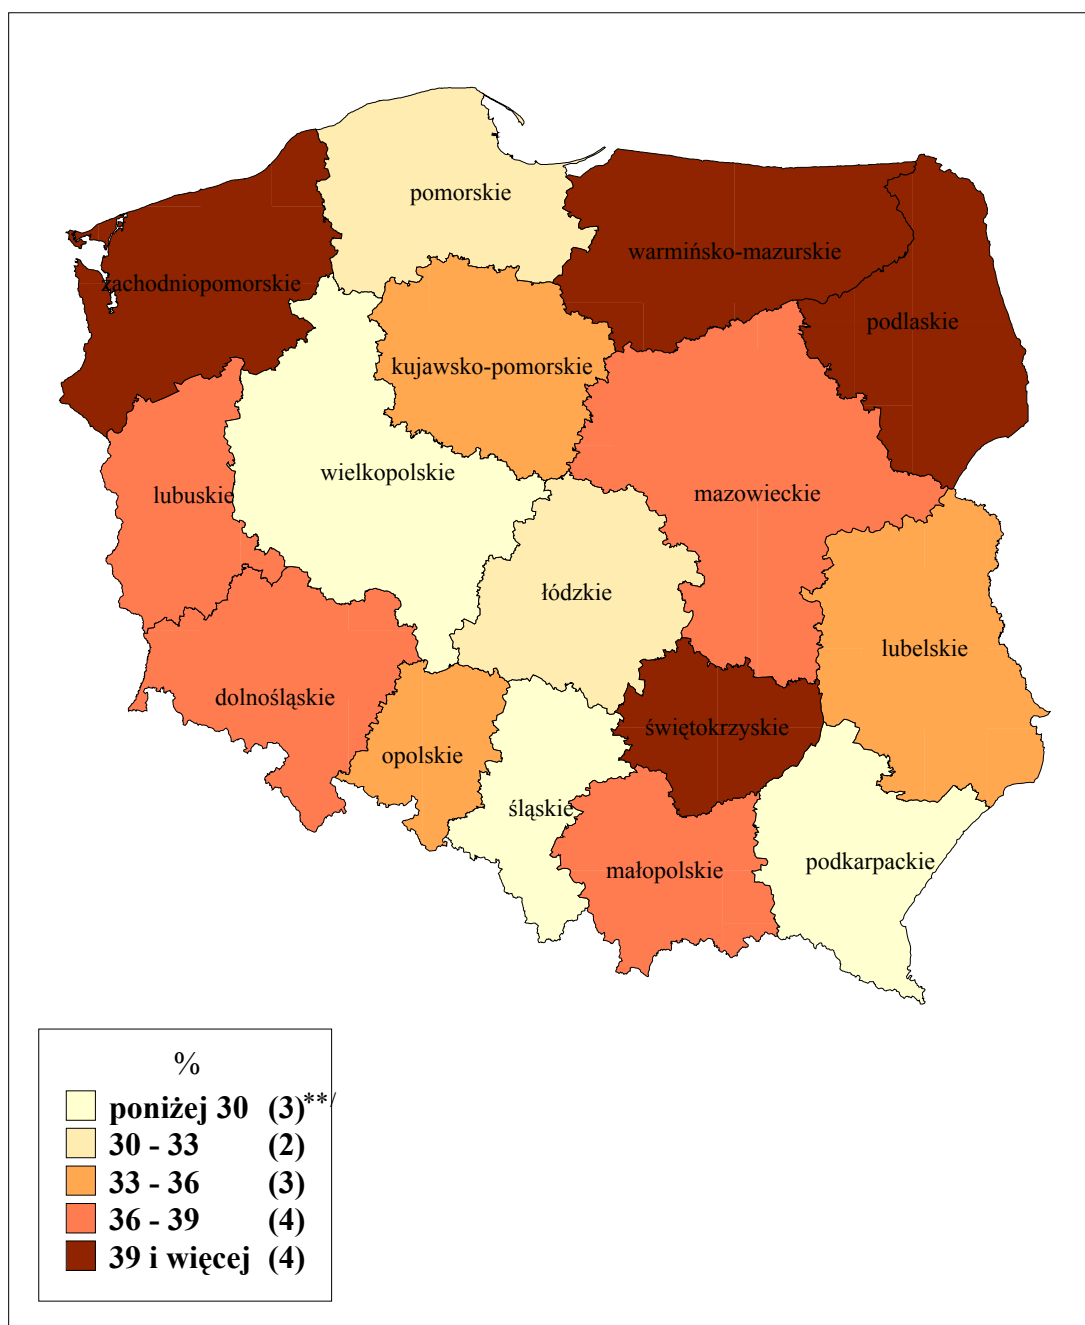 pomorskie
warmińsko-mazurskie
zachodniopomorskie
podlaskie
kujawsko-pomorskie
wielkopolskie
lubuskie
mazowieckie
łódzkie
lubelskie
dolnośląskie
świętokrzyskie
opolskie
śląskie
podkarpackie
małopolskie
%
poniżej 30 (3)**/
30 - 33 (2)
33 - 36 (3)
36 - 39 (4)
39 i więcej (4)